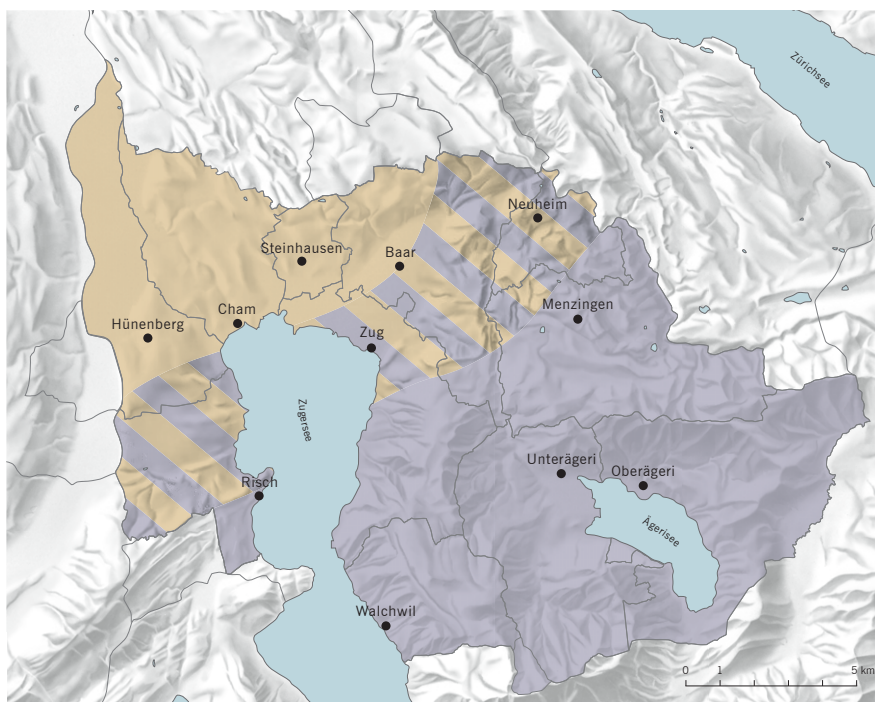 Zürichsee
Neuheim
Steinhausen
Baar
Menzingen
Cham
Hünenberg
Zug
Zugersee
Unterägeri
Oberägeri
Risch
Ägerisee
Walchwil
0 1 5 km